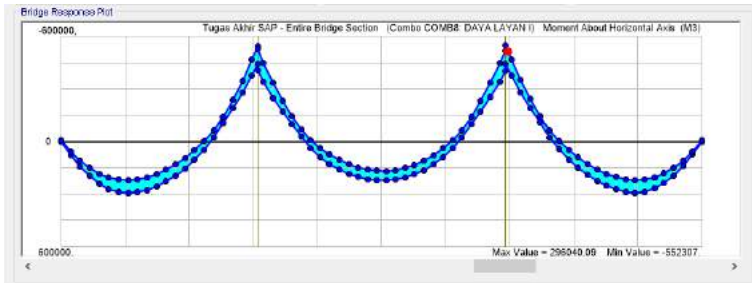 Bridge Response Plot
-600000, Tugas Akhir SAP - Entire Bridge Section (Combo COMB8: DAYA LAYAN I) Moment About Horizontal Axis (M3)
0
600000. Max Value = 296040.09 Min Value = -552307.